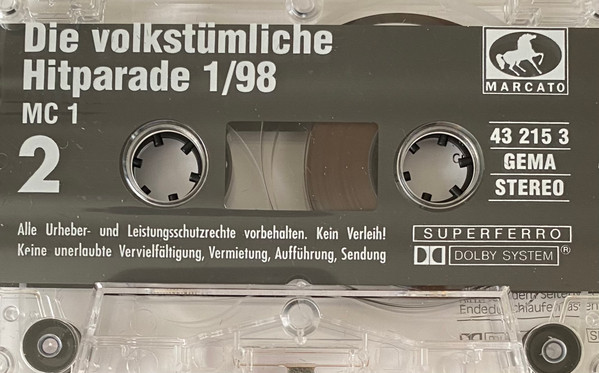 Die volkstümliche
Hitparade 1/98
MC 1
2
MARCATO
43 215 3
GEMA
STEREO
Alle Urheber- und Leistungsschutzrechte vorbehalten. Kein Verleih!
Keine unerlaubte Vervielfältigung, Vermietung, Aufführung, Sendung
SUPERFERRO
DOLBY SYSTEM®